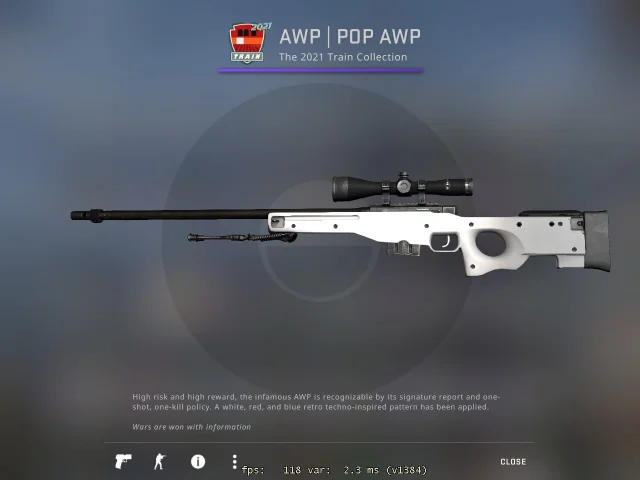 2021
TRAIN
AWP | POP AWP
The 2021 Train Collection
High risk and high reward, the infamous AWP is recognizable by its signature report and one-
shot, one-kill policy. A white, red, and blue retro techno-inspired pattern has been applied.
Wars are won with information
fps: 118 var: 2.3 ms (v1384)
CLOSE